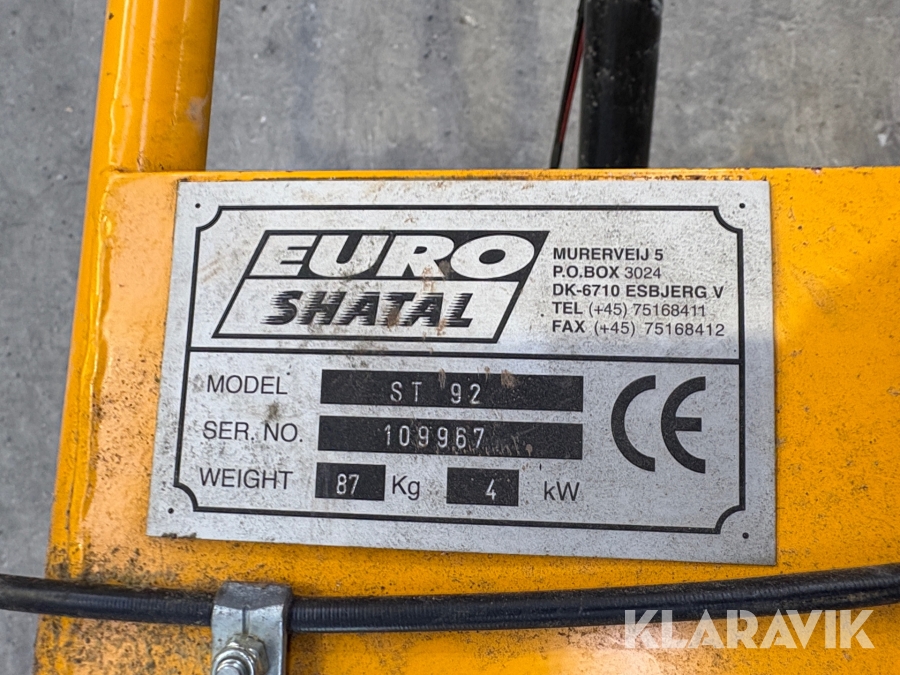 EURO
SHATAL
MURERVEIJ 5
P.O.BOX 3024
DK-6710 ESBJERG V
TEL (+45) 75168411
FAX (+45) 75168412
MODEL ST 92
SER. NO. 109967
WEIGHT 87 Kg 4 kW
CE
KLARAVIK